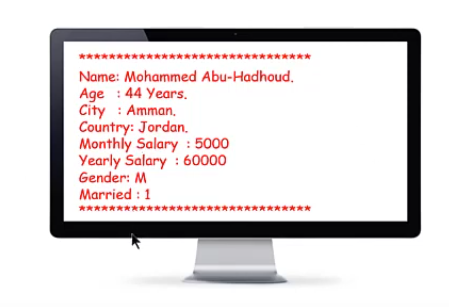 *******************************
Name: Mohammed Abu-Hadhoud.
Age : 44 Years.
City : Amman.
Country: Jordan.
Monthly Salary : 5000
Yearly Salary : 60000
Gender: M
Married : 1
*******************************